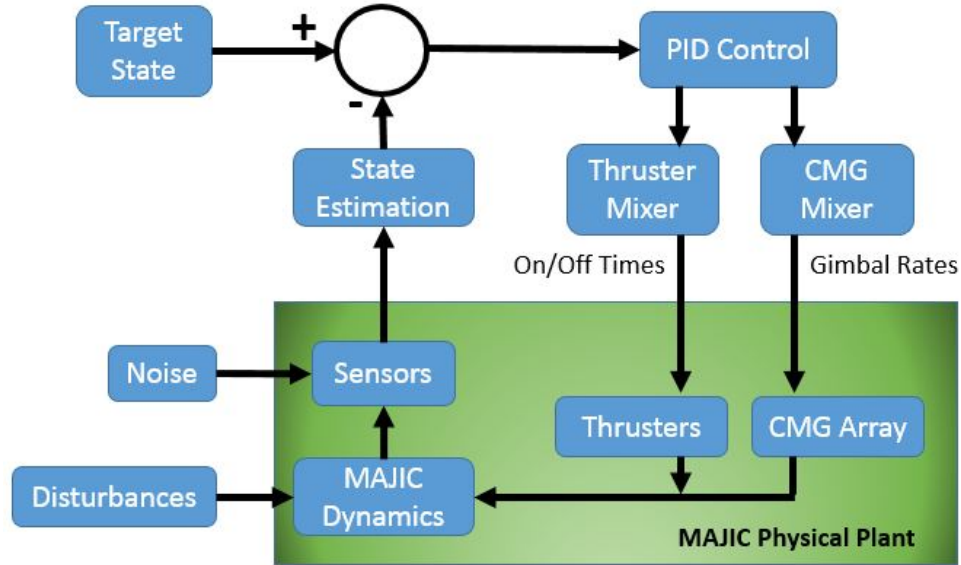 Target
State
+
-
PID Control
State
Estimation
Thruster
Mixer
CMG
Mixer
On/Off Times
Gimbal Rates
Noise
Sensors
Thrusters
CMG Array
Disturbances
MAJIC
Dynamics
MAJIC Physical Plant